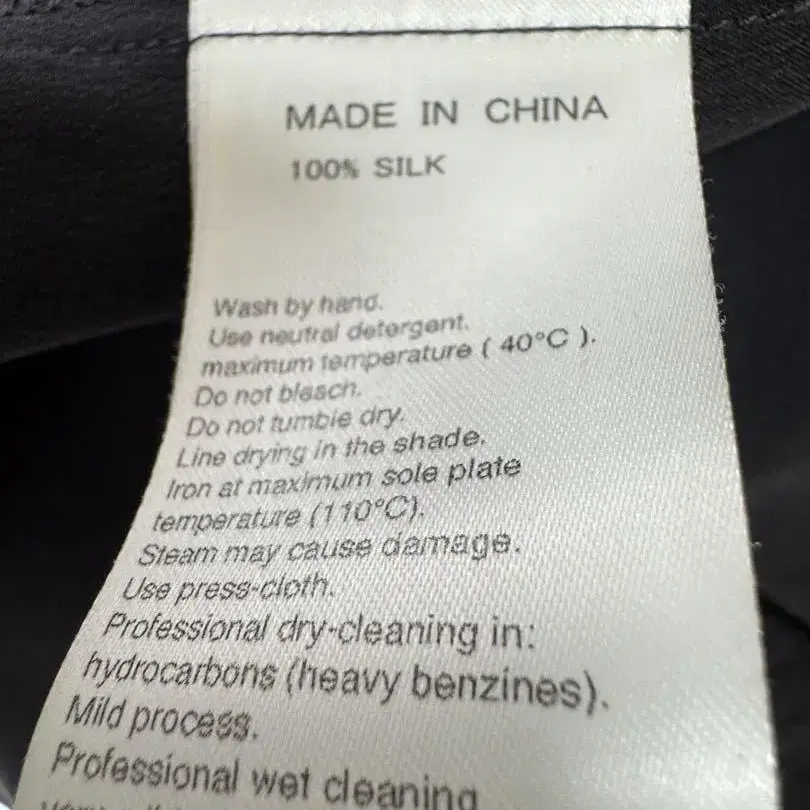 MADE IN CHINA
100% SILK
Wash by hand.
Use neutral detergent.
maximum temperature ( 40°C ).
Do not bleach.
Do not tumble dry.
Line drying in the shade.
Iron at maximum sole plate
temperature (110°C).
Steam may cause damage.
Use press-cloth.
Professional dry-cleaning in:
hydrocarbons (heavy benzines).
Mild process.
Professional wet cleaning